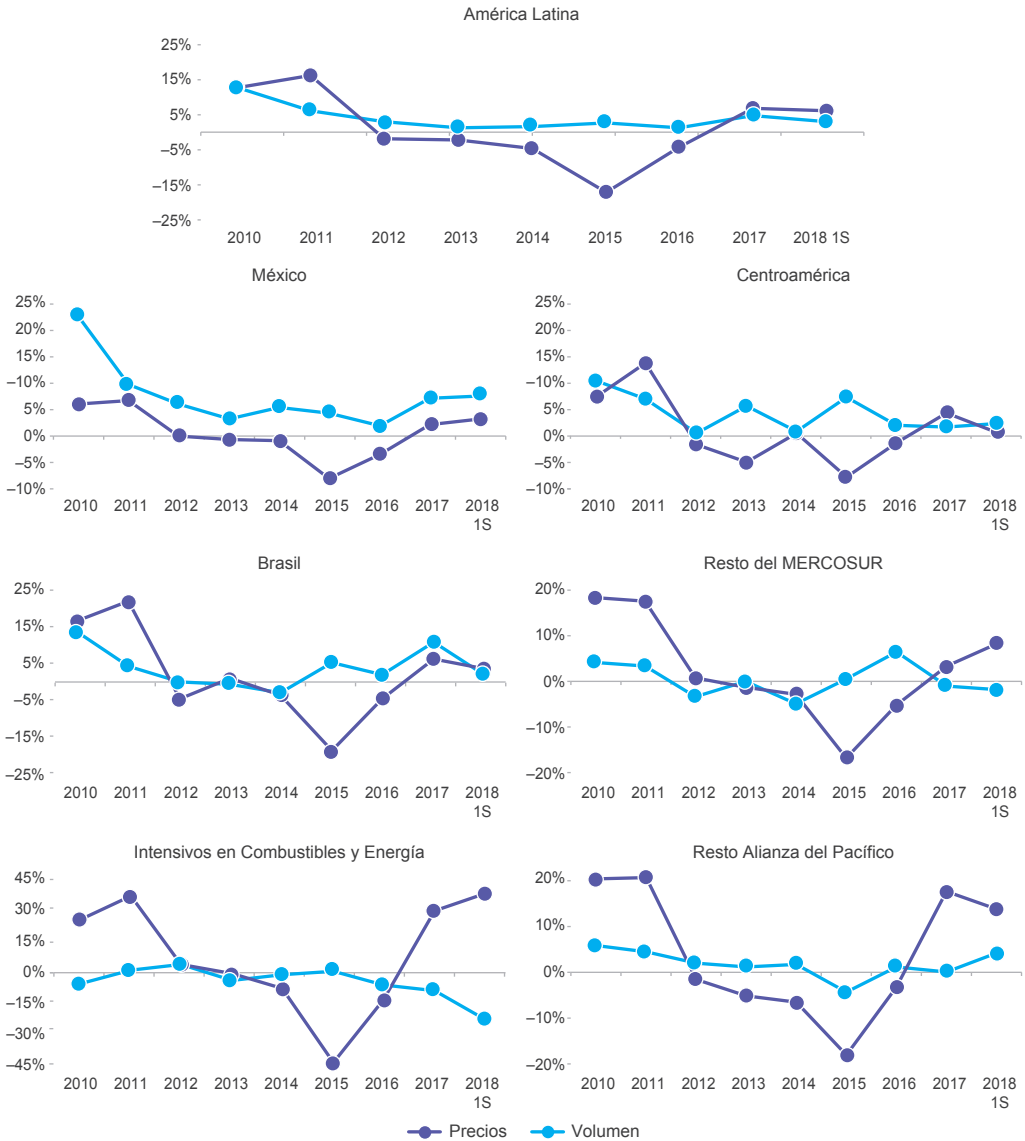 América Latina
25%
15%
5%
–5%
–15%
–25%
2010 2011 2012 2013 2014 2015 2016 2017 2018 1S
México
25%
20%
15%
–10%
5%
0%
–5%
–10%
2010 2011 2012 2013 2014 2015 2016 2017 2018
1S
Centroamérica
25%
20%
15%
–10%
5%
0%
–5%
–10%
2010 2011 2012 2013 2014 2015 2016 2017 2018
1S
Brasil
25%
15%
5%
–5%
–15%
–25%
2010 2011 2012 2013 2014 2015 2016 2017 2018
1S
Resto del MERCOSUR
20%
10%
0%
–10%
–20%
2010 2011 2012 2013 2014 2015 2016 2017 2018
1S
Intensivos en Combustibles y Energía
45%
30%
15%
0%
–15%
–30%
–45%
2010 2011 2012 2013 2014 2015 2016 2017 2018
1S
Resto Alianza del Pacífico
20%
10%
0%
–10%
–20%
2010 2011 2012 2013 2014 2015 2016 2017 2018
1S
Precios Volumen